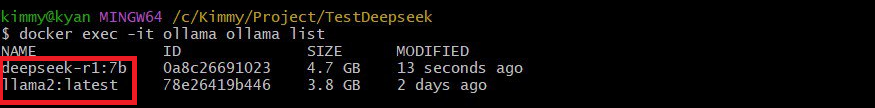 kimmy@kyan MINGW64 /c/Kimmy/Project/TestDeepseek
$ docker exec -it ollama ollama list
NAME ID SIZE MODIFIED
deepseek-r1:7b 0a8c26691023 4.7 GB 13 seconds ago
llama2:latest 78e26419b446 3.8 GB 2 days ago